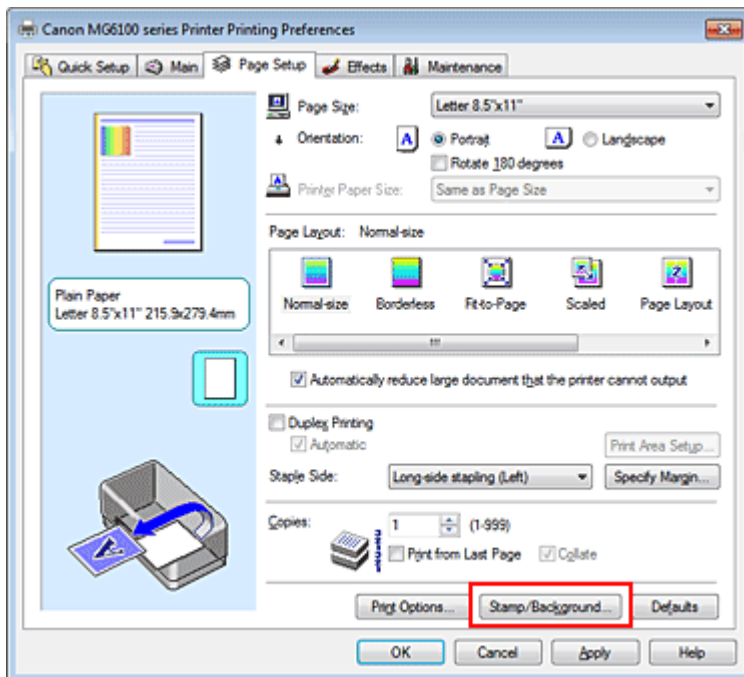 Canon MG6100 series Printer Printing Preferences
Quick Setup Main Page Setup Effects Maintenance
Page Size: Letter 8.5"x11"
Orientation: A Portrait A Landscape
Rotate 180 degrees
Printer Paper Size: Same as Page Size
Page Layout: Normal-size
Normal-size Borderless Fit-to-Page Scaled Page Layout
Plain Paper
Letter 8.5"x11" 215.9x279.4mm
Automatically reduce large document that the printer cannot output
Duplex Printing
Automatic Print Area Setup...
Staple Side: Long-side stapling (Left) Specify Margin...
Copies: 1 (1-999)
Print from Last Page Collate
Print Options... Stamp/Background... Defaults
OK Cancel Apply Help